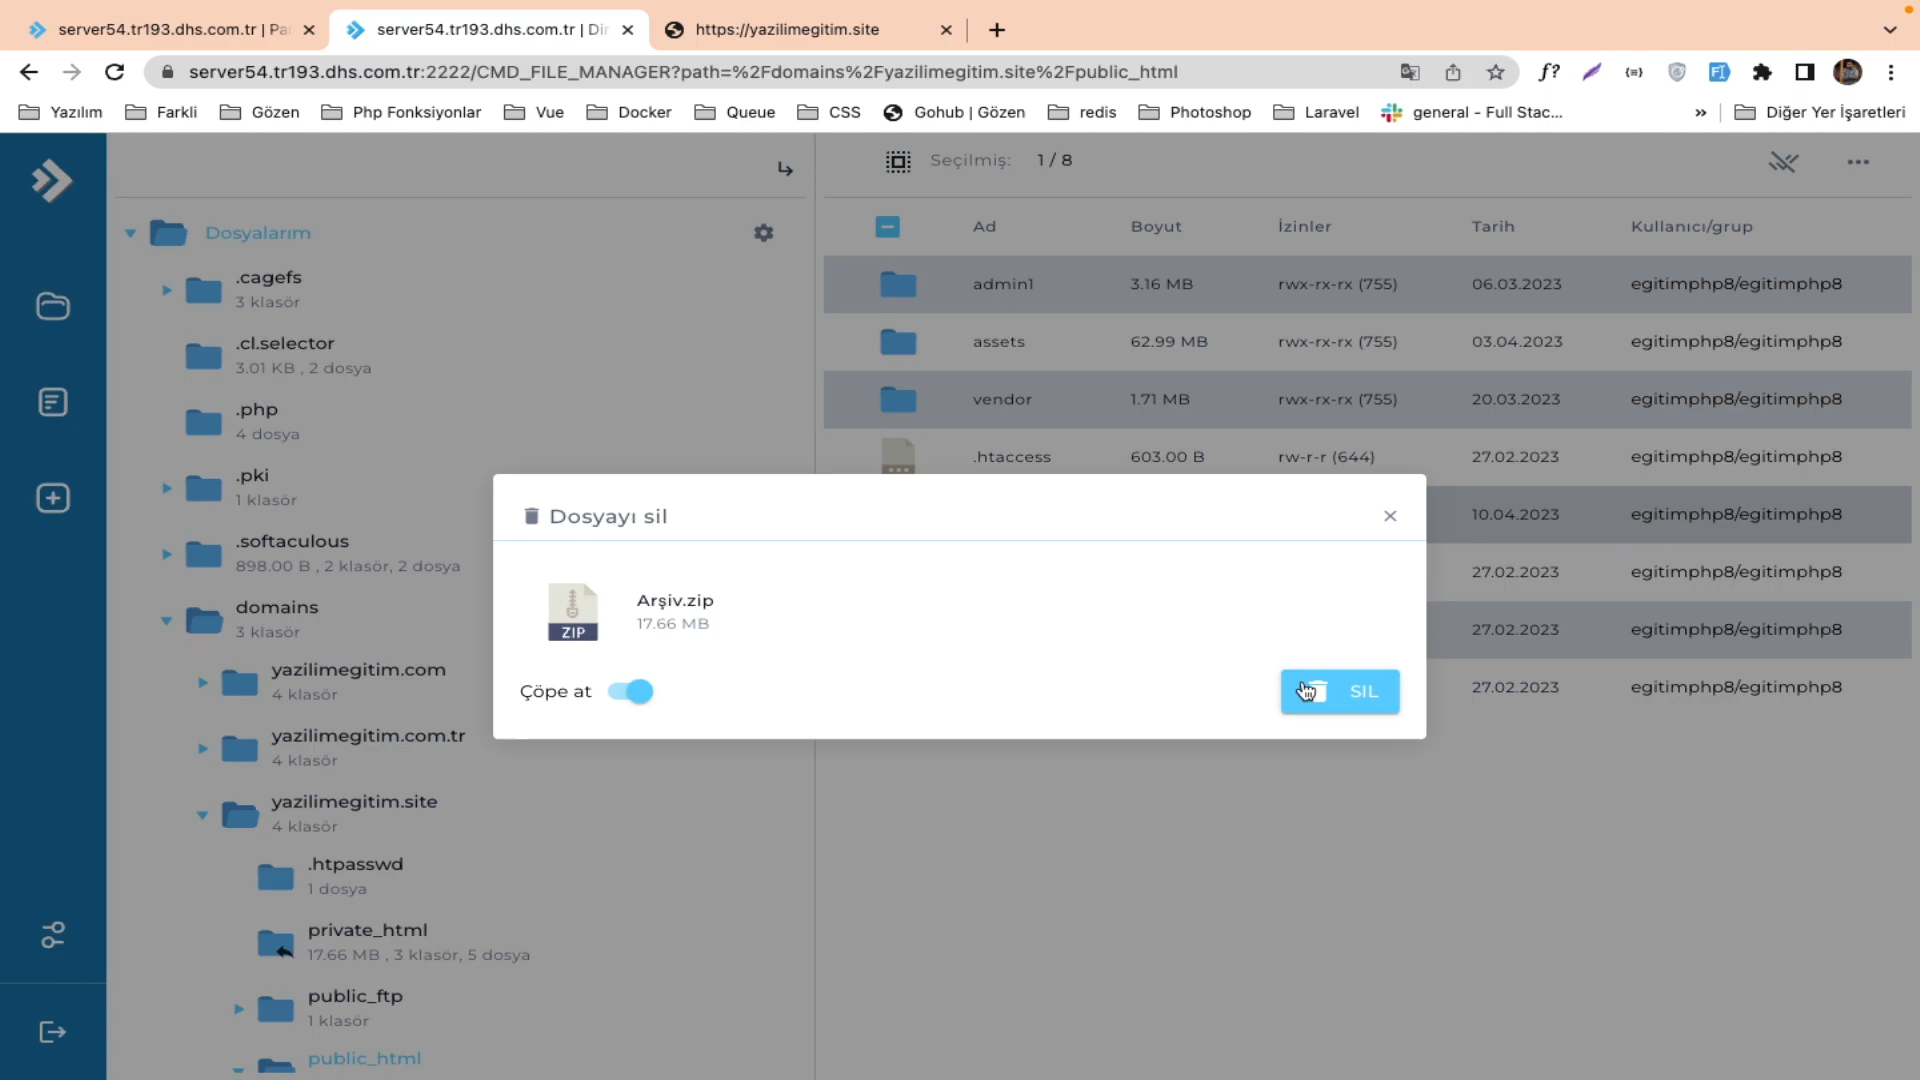 server54.tr193.dhs.com.tr | Pa
server54.tr193.dhs.com.tr | Dir
https://yazilimegitim.site
server54.tr193.dhs.com.tr:2222/CMD_FILE_MANAGER?path=%2Fdomains%2Fyazilimegitim.site%2Fpublic_html
f?
Yazılım
Farkli
Gözen
Php Fonksiyonlar
Vue
Docker
Queue
CSS
Gohub | Gözen
redis
Photoshop
Laravel
general - Full Stac...
»
Diğer Yer İşaretleri
Seçilmiş: 1 / 8
Dosyalarım
.cagefs
3 klasör
.cl.selector
3.01 KB , 2 dosya
.php
4 dosya
.pki
1 klasör
.softaculous
898.00 B , 2 klasör, 2 dosya
domains
3 klasör
yazilimegitim.com
4 klasör
yazilimegitim.com.tr
4 klasör
yazilimegitim.site
4 klasör
.htpasswd
1 dosya
private_html
17.66 MB , 3 klasör, 5 dosya
public_ftp
1 klasör
public_html
Ad Boyut İzinler Tarih Kullanıcı/grup
admin1 3.16 MB rwx-rx-rx (755) 06.03.2023 egitimphp8/egitimphp8
assets 62.99 MB rwx-rx-rx (755) 03.04.2023 egitimphp8/egitimphp8
vendor 1.71 MB rwx-rx-rx (755) 20.03.2023 egitimphp8/egitimphp8
.htaccess 603.00 B rw-r-r (644) 27.02.2023 egitimphp8/egitimphp8
10.04.2023 egitimphp8/egitimphp8
27.02.2023 egitimphp8/egitimphp8
27.02.2023 egitimphp8/egitimphp8
27.02.2023 egitimphp8/egitimphp8
Dosyayı sil
ZIP
Arşiv.zip
17.66 MB
Çöpe at
SIL